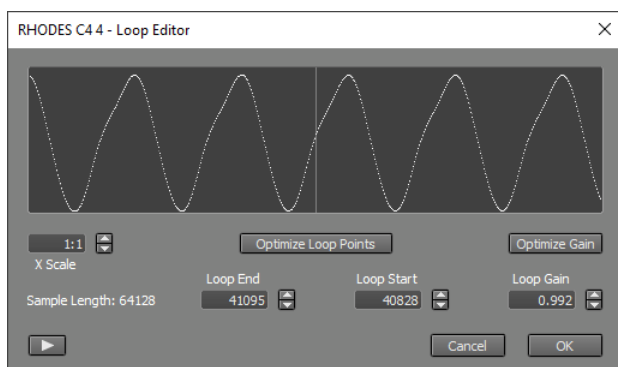 RHODES C4 4 - Loop Editor
1:1
Optimize Loop Points
Optimize Gain
X Scale
Loop End
Loop Start
Loop Gain
Sample Length: 64128
41095
40828
0.992
Cancel
OK